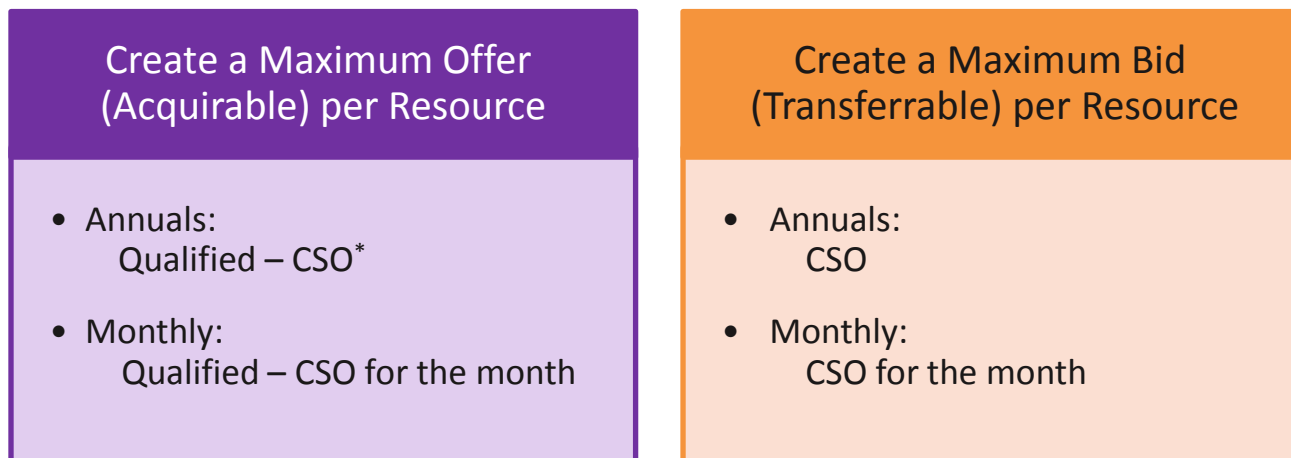 Create a Maximum Offer
(Acquirable) per Resource
• Annuals:
Qualified – CSO*
• Monthly:
Qualified – CSO for the month
Create a Maximum Bid
(Transferrable) per Resource
• Annuals:
CSO
• Monthly:
CSO for the month